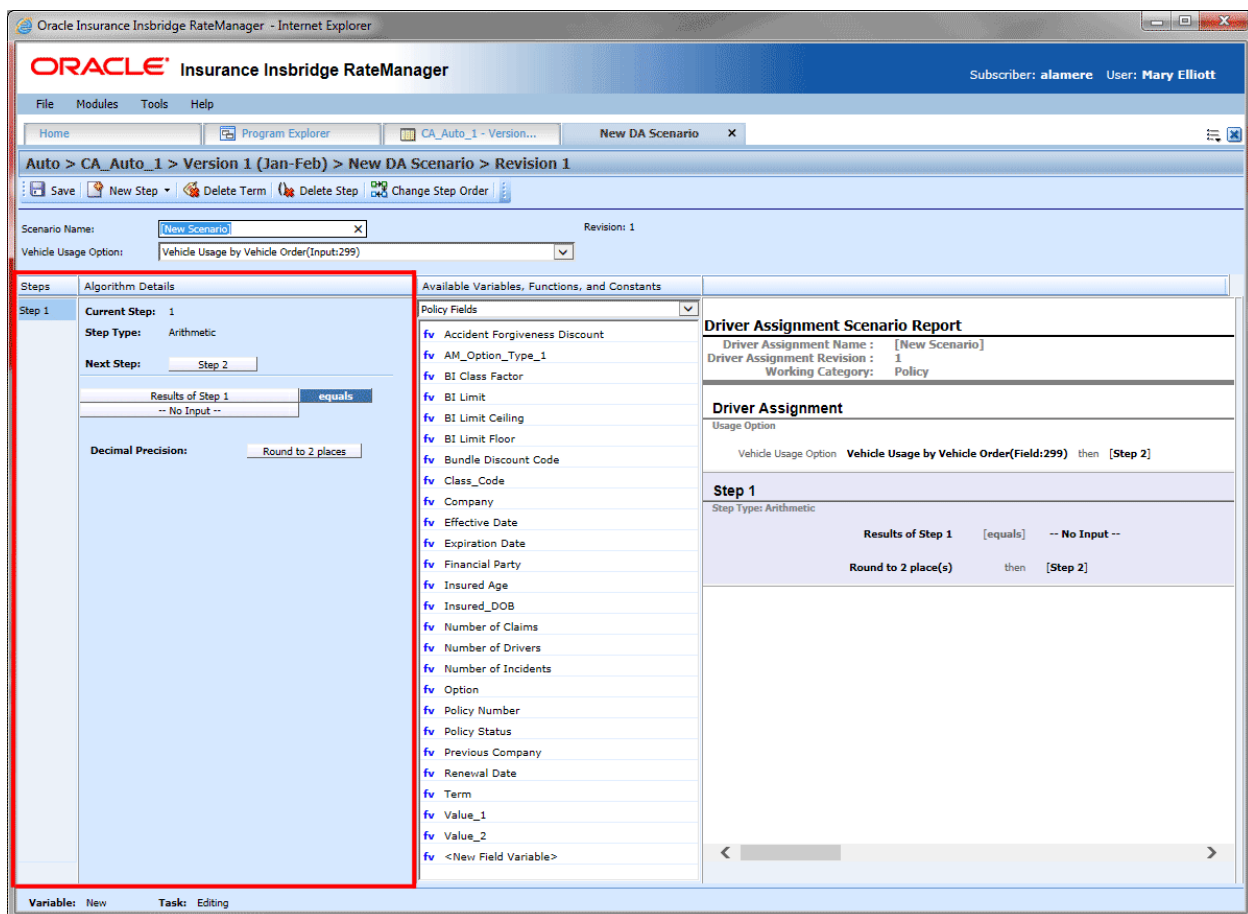 Oracle Insurance Insbridge RateManager - Internet Explorer
ORACLE Insurance Insbridge RateManager
Subscriber: alamere User: Mary Elliott
File Modules Tools Help
Home Program Explorer CA_Auto_1 - Version... New DA Scenario
Auto > CA_Auto_1 > Version 1 (Jan-Feb) > New DA Scenario > Revision 1
Save New Step Delete Term Delete Step Change Step Order
Scenario Name: [New Scenario] Revision: 1
Vehicle Usage Option: Vehicle Usage by Vehicle Order(Input:299)
Steps Algorithm Details
Step 1
Current Step: 1
Step Type: Arithmetic
Next Step: Step 2
Results of Step 1 equals
-- No Input --
Decimal Precision: Round to 2 places
Available Variables, Functions, and Constants
Policy Fields
fv Accident Forgiveness Discount
fv AM_Option_Type_1
fv BI Class Factor
fv BI Limit
fv BI Limit Ceiling
fv BI Limit Floor
fv Bundle Discount Code
fv Class_Code
fv Company
fv Effective Date
fv Expiration Date
fv Financial Party
fv Insured Age
fv Insured_DOB
fv Number of Claims
fv Number of Drivers
fv Number of Incidents
fv Option
fv Policy Number
fv Policy Status
fv Previous Company
fv Renewal Date
fv Term
fv Value_1
fv Value_2
fv <New Field Variable>
Driver Assignment Scenario Report
Driver Assignment Name : [New Scenario]
Driver Assignment Revision : 1
Working Category: Policy
Driver Assignment
Usage Option
Vehicle Usage Option Vehicle Usage by Vehicle Order(Field:299) then [Step 2]
Step 1
Step Type: Arithmetic
Results of Step 1 [equals] -- No Input --
Round to 2 place(s) then [Step 2]
Variable: New Task: Editing